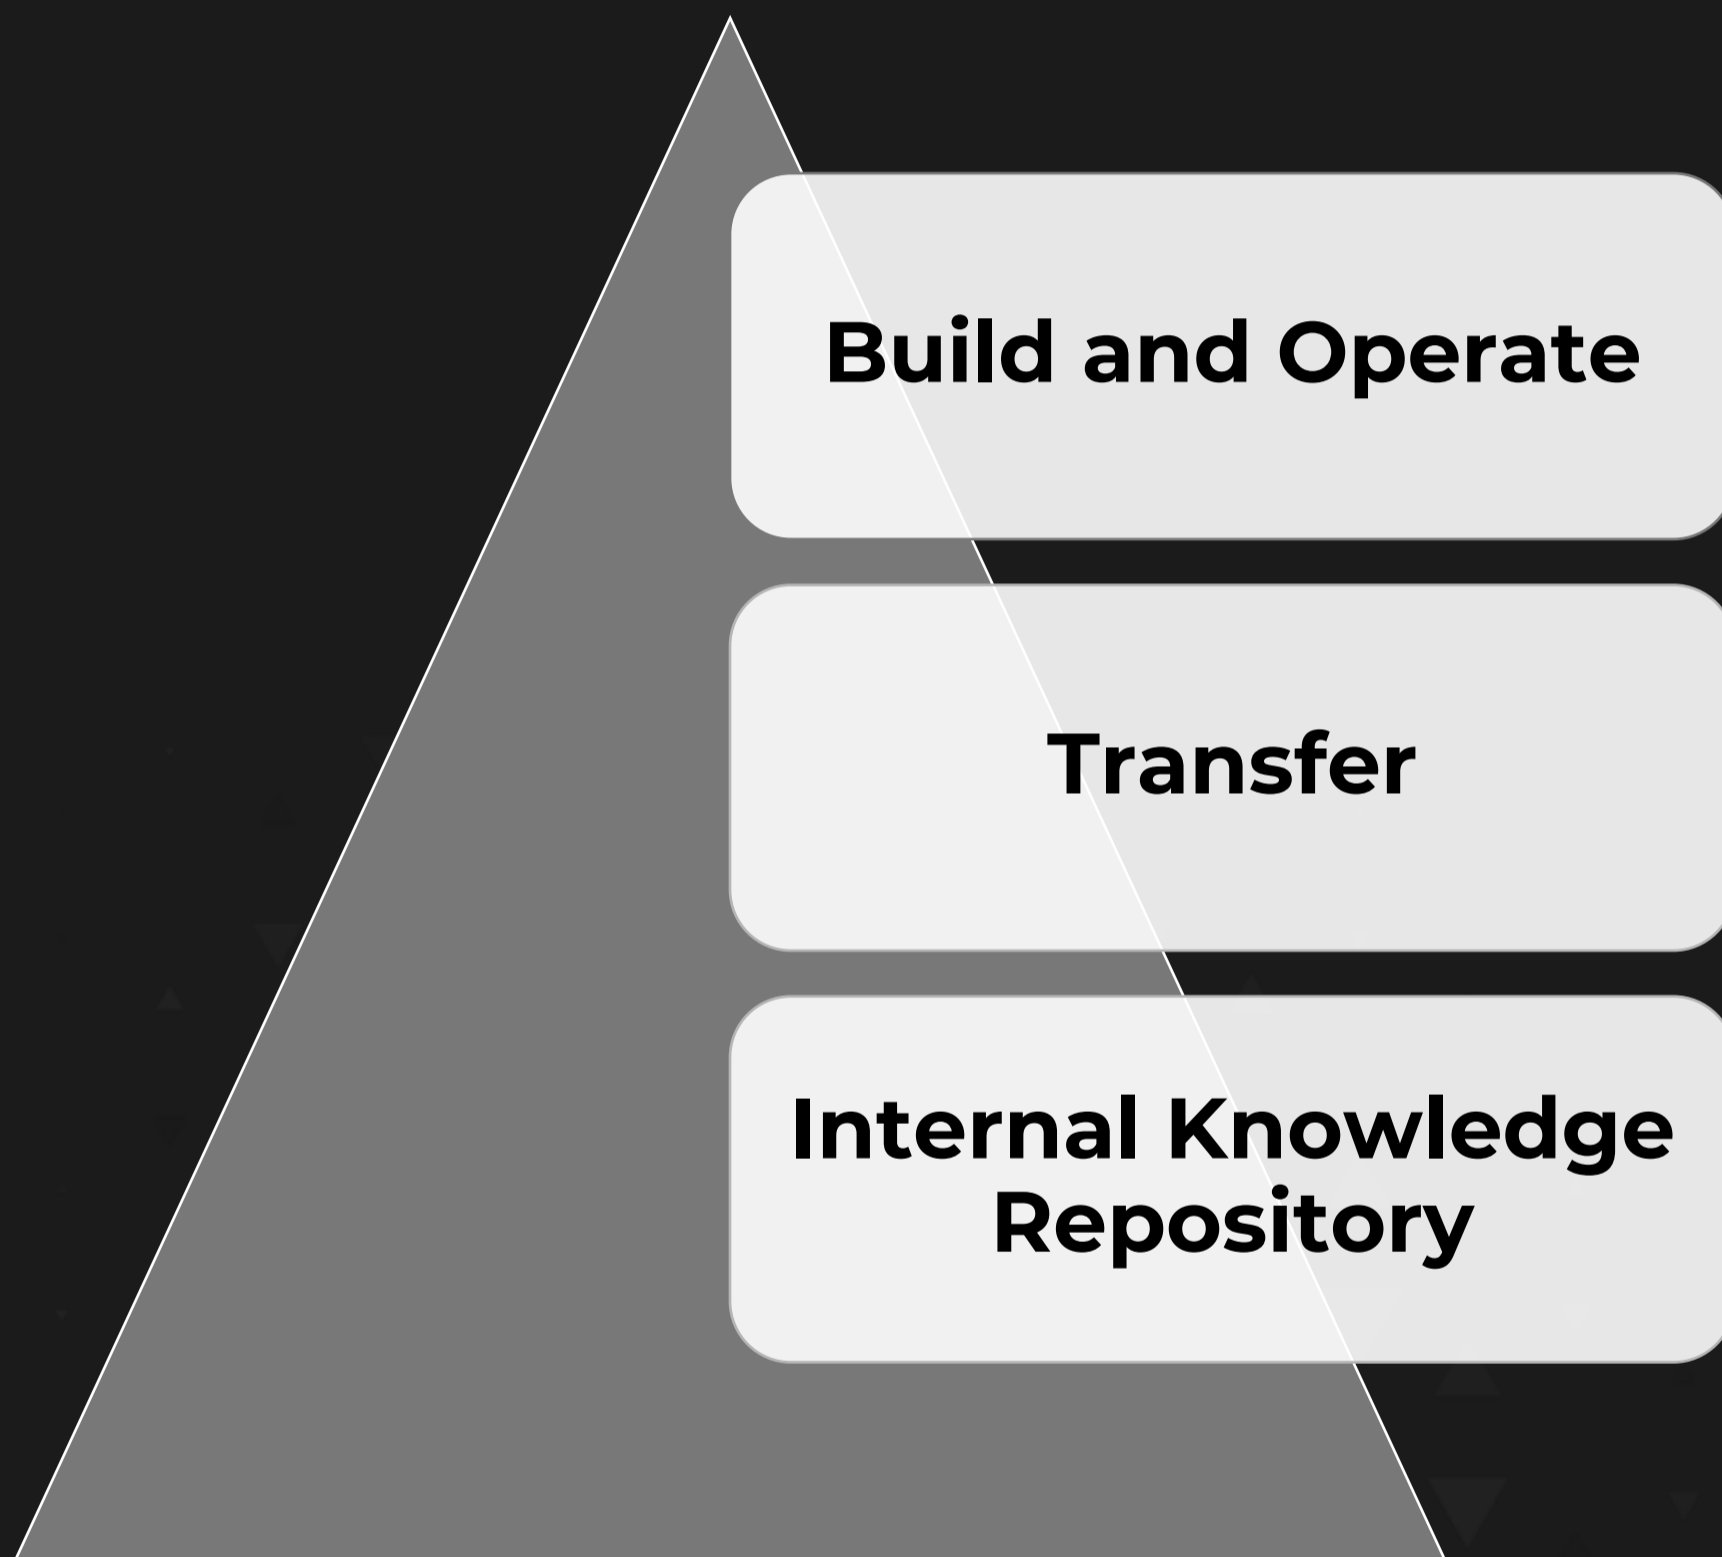 Build and Operate
Transfer
Internal Knowledge
Repository